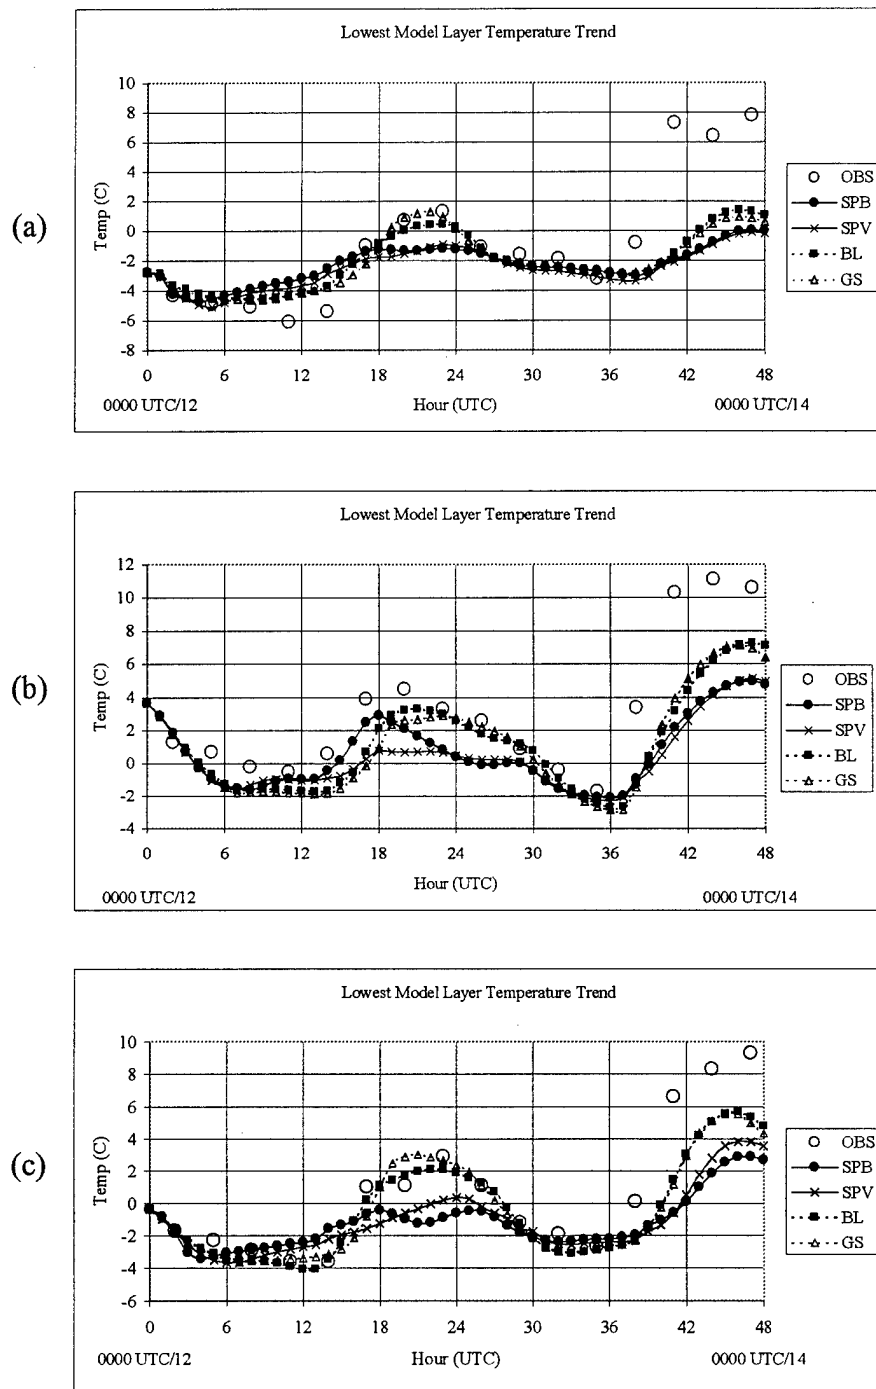 (a)
Lowest Model Layer Temperature Trend
Temp (C)
10
8
6
4
2
0
-2
-4
-6
-8
0 6 12 18 24 30 36 42 48
0000 UTC/12 Hour (UTC) 0000 UTC/14
OBS
SPB
SPV
BL
GS
(b)
Lowest Model Layer Temperature Trend
Temp (C)
12
10
8
6
4
2
0
-2
-4
0 6 12 18 24 30 36 42 48
0000 UTC/12 Hour (UTC) 0000 UTC/14
OBS
SPB
SPV
BL
GS
(c)
Lowest Model Layer Temperature Trend
Temp (C)
10
8
6
4
2
0
-2
-4
-6
0 6 12 18 24 30 36 42 48
0000 UTC/12 Hour (UTC) 0000 UTC/14
OBS
SPB
SPV
BL
GS